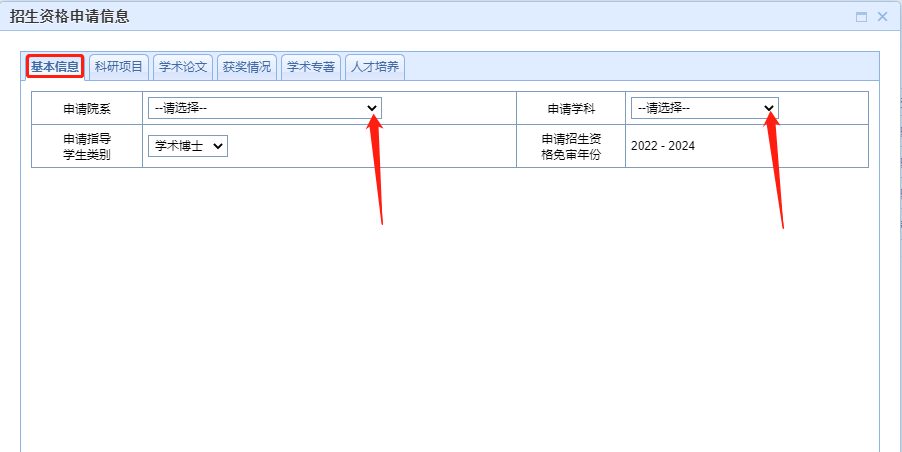 招生资格申请信息
基本信息 科研项目 学术论文 获奖情况 学术专著 人才培养
申请院系 --请选择-- 申请学科 --请选择--
申请指导
学生类别
学术博士
申请招生资
格免审年份
2022 - 2024